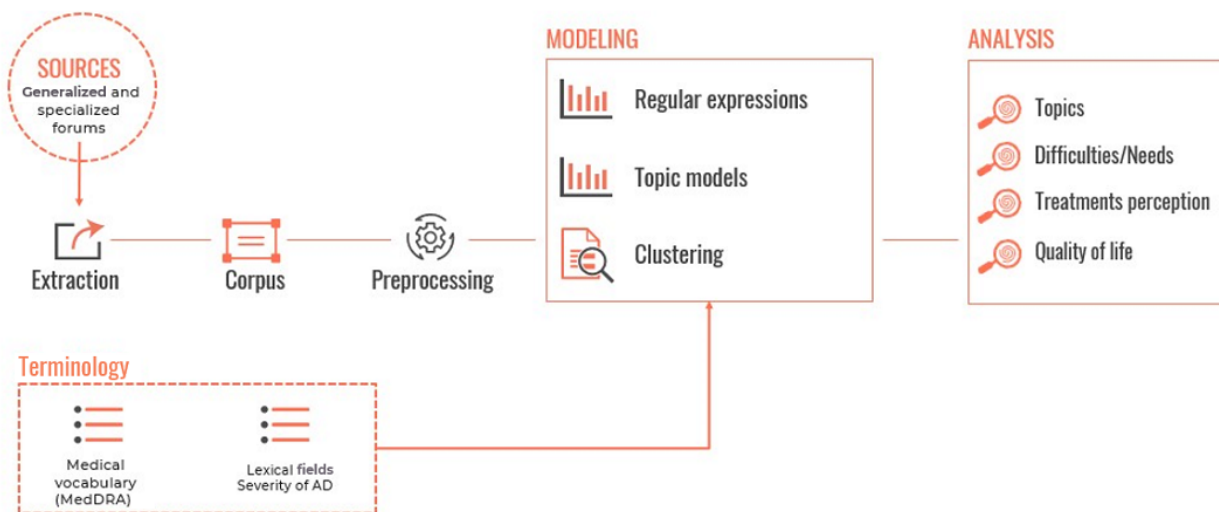 SOURCES
Generalized and
specialized
forums
Extraction
Corpus
Preprocessing
MODELING
Regular expressions
Topic models
Clustering
ANALYSIS
Topics
Difficulties/Needs
Treatments perception
Quality of life
Terminology
Medical
vocabulary
(MedDRA)
Lexical fields
Severity of AD